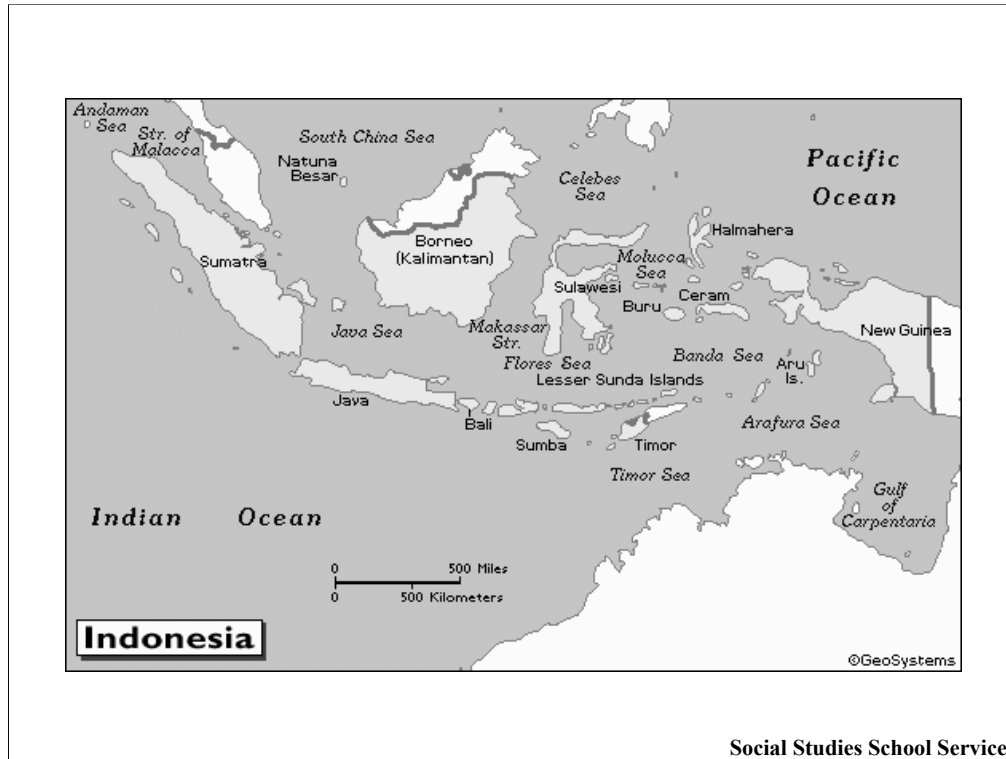 Andaman
Sea
Str. of
Malacca
South China Sea
Natuna
Besar
Pacific
Ocean
Celebes
Sea
Halmahera
Borneo
(Kalimantan)
Molucca
Sea
Sumatra
Sulawesi
Buru
Ceram
Java Sea
Makassar
Str.
New Guinea
Flores Sea
Banda Sea
Aru
Is.
Lesser Sunda Islands
Java
Bali
Sumba
Timor
Arafura Sea
Timor Sea
Gulf
of
Carpentaria
Indian Ocean
0 500 Miles
0 500 Kilometers
Indonesia
©GeoSystems
Social Studies School Service